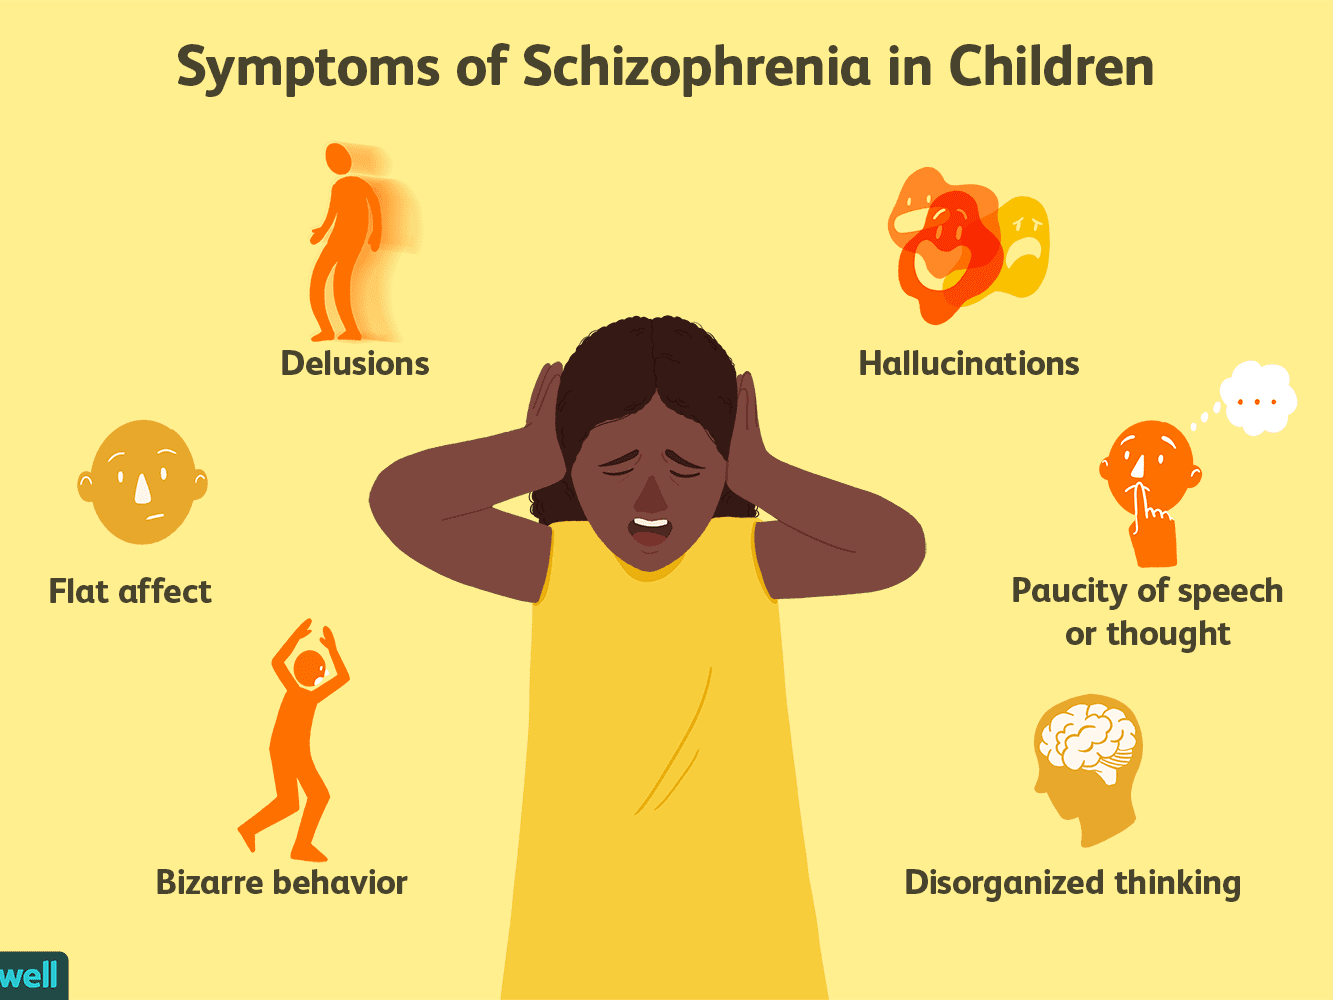 Symptoms of Schizophrenia in Children
Delusions
Hallucinations
Flat affect
Paucity of speech
or thought
Bizarre behavior
Disorganized thinking
well